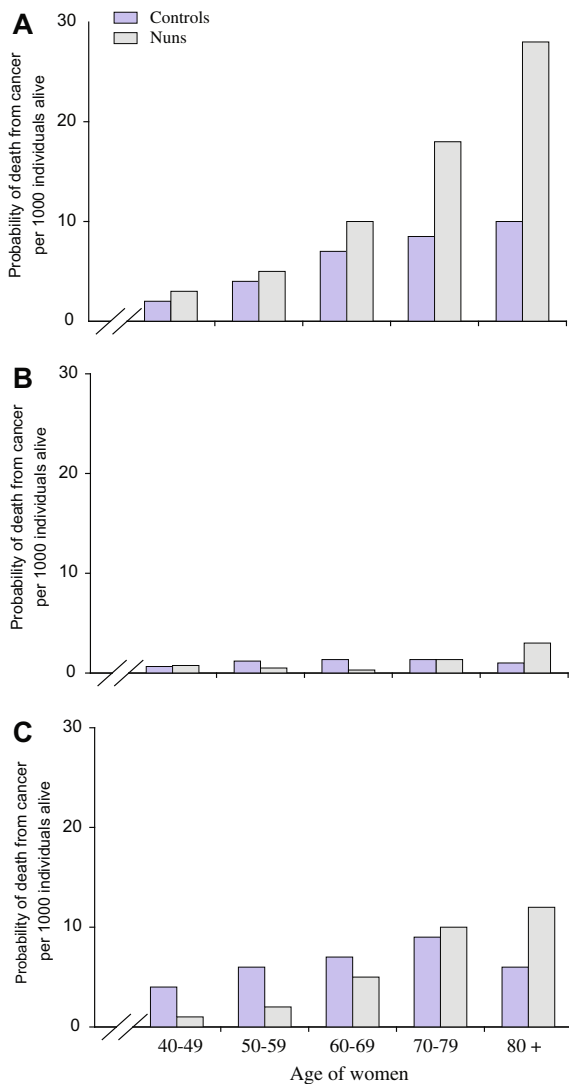 A
Controls
Nuns
30
20
10
0
Probability of death from cancer
per 1000 individuals alive
B
30
20
10
0
Probability of death from cancer
per 1000 individuals alive
C
30
20
10
0
Probability of death from cancer
per 1000 individuals alive
40-49 50-59 60-69 70-79 80 +
Age of women